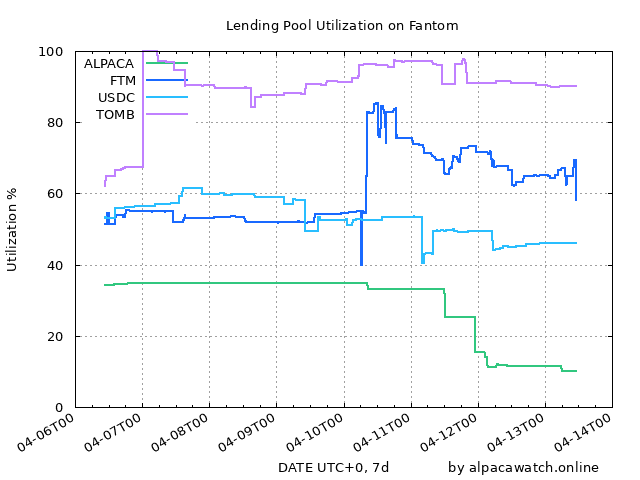 Lending Pool Utilization on Fantom
100
80
60
40
20
0
Utilization %
ALPACA
FTM
USDC
TOMB
04-06T00
04-07T00
04-08T00
04-09T00
04-10T00
04-11T00
04-12T00
04-13T00
04-14T00
DATE UTC+0, 7d
by alpacawatch.online